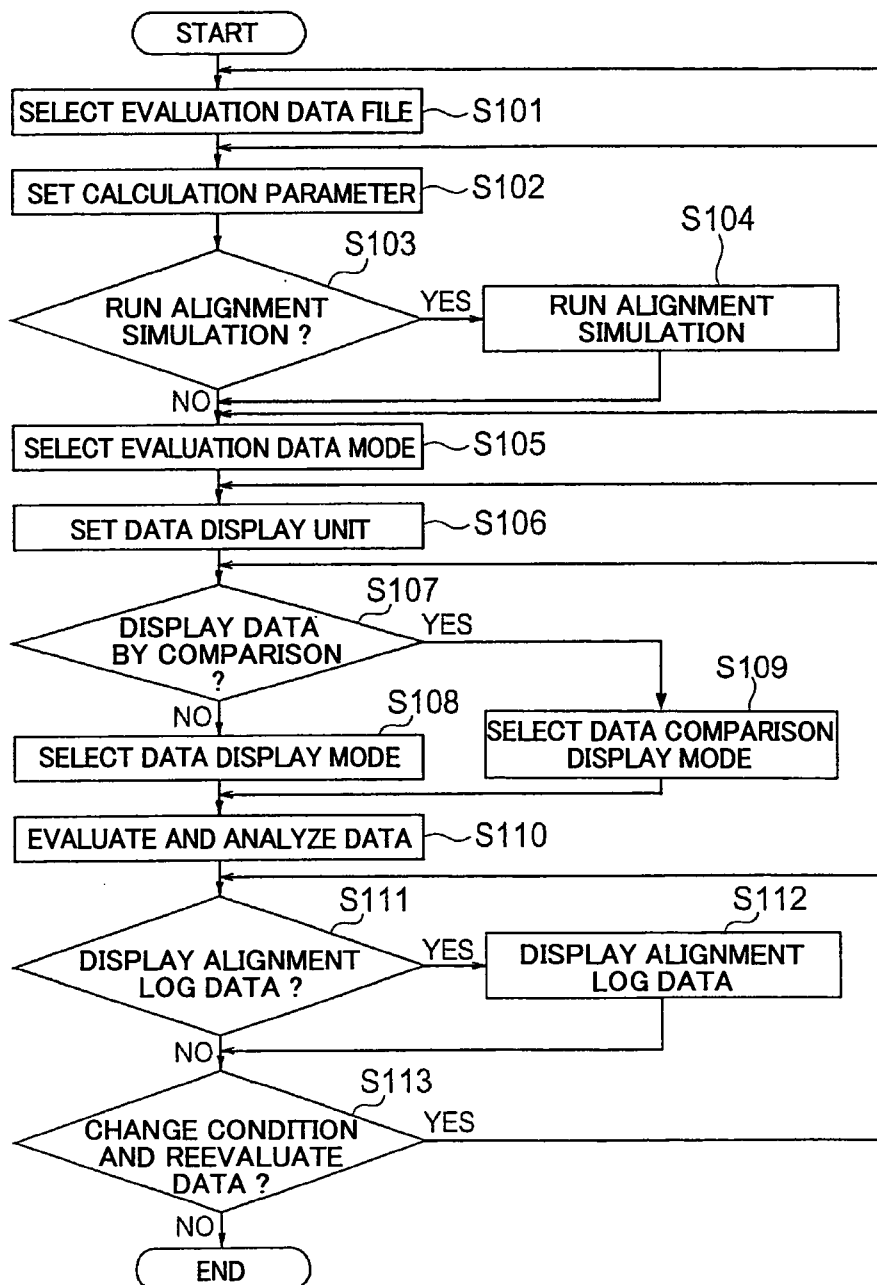 START
SELECT EVALUATION DATA FILE
S101
SET CALCULATION PARAMETER
S102
S103
RUN ALIGNMENT
SIMULATION ?
YES
NO
S104
RUN ALIGNMENT
SIMULATION
SELECT EVALUATION DATA MODE
S105
SET DATA DISPLAY UNIT
S106
S107
DISPLAY DATA
BY COMPARISON
?
YES
NO
S108
SELECT DATA DISPLAY MODE
S109
SELECT DATA COMPARISON
DISPLAY MODE
EVALUATE AND ANALYZE DATA
S110
S111
DISPLAY ALIGNMENT
LOG DATA ?
YES
NO
S112
DISPLAY ALIGNMENT
LOG DATA
S113
CHANGE CONDITION
AND REEVALUATE
DATA ?
YES
NO
END